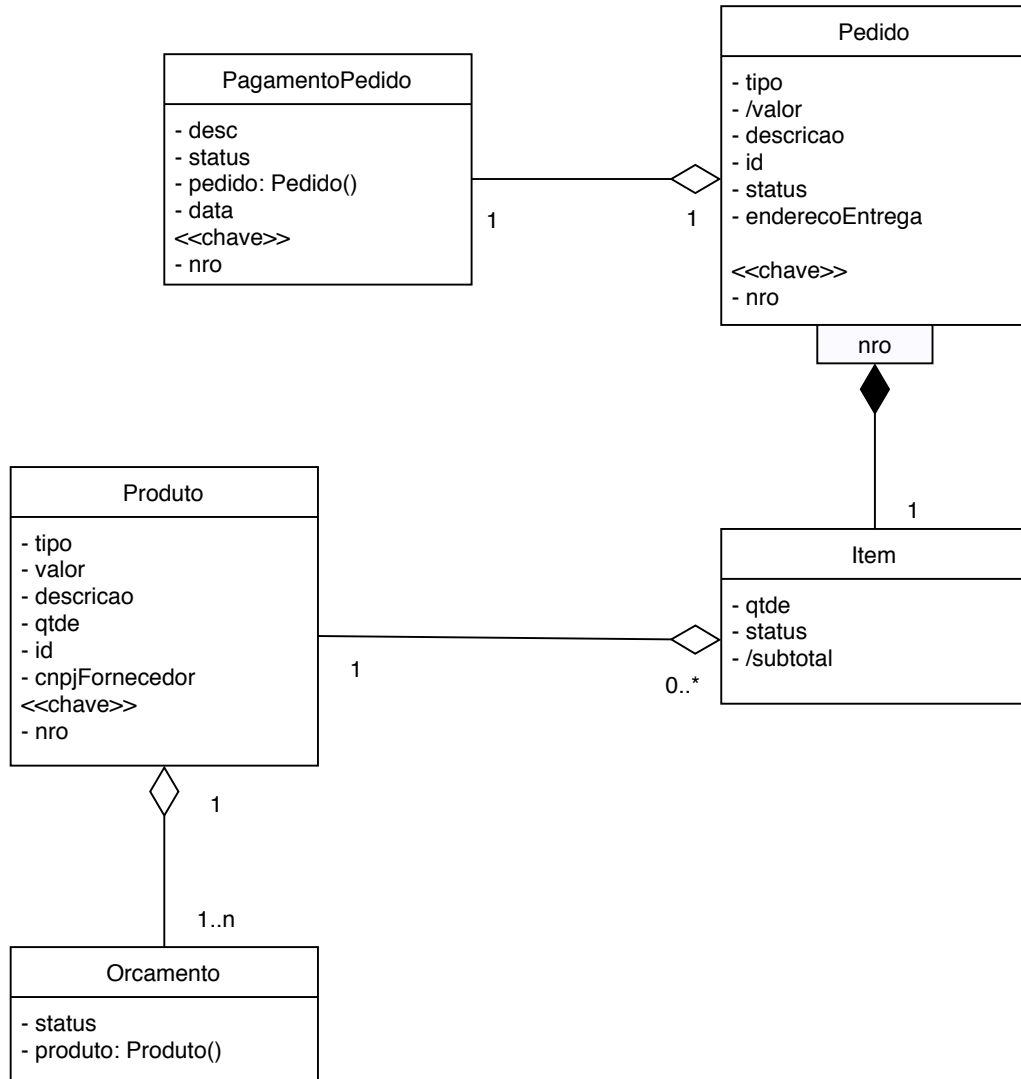 Pedido
- tipo
- /valor
- descricao
- id
- status
- enderecoEntrega
<<chave>>
- nro
nro
PagamentoPedido
- desc
- status
- pedido: Pedido()
- data
<<chave>>
- nro
1
1
1
Produto
- tipo
- valor
- descricao
- qtde
- id
- cnpjFornecedor
<<chave>>
- nro
Item
- qtde
- status
- /subtotal
1
0..*
1
1..n
Orcamento
- status
- produto: Produto()